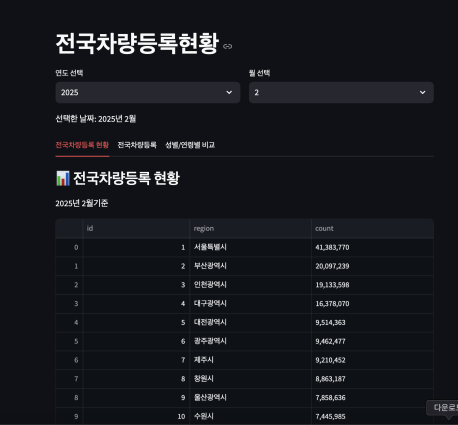 전국차량등록현황
연도 선택 월 선택
2025 2
선택한 날짜: 2025년 2월
전국차량등록 현황 전국차량등록 성별/연령별 비교
📊 전국차량등록 현황
2025년 2월기준
id region count
0 1 서울특별시 41,383,770
1 2 부산광역시 20,097,239
2 3 인천광역시 19,133,598
3 4 대구광역시 16,378,070
4 5 대전광역시 9,514,363
5 6 광주광역시 9,462,477
6 7 제주시 9,210,452
7 8 창원시 8,863,187
8 9 울산광역시 7,858,636
9 10 수원시 7,445,985